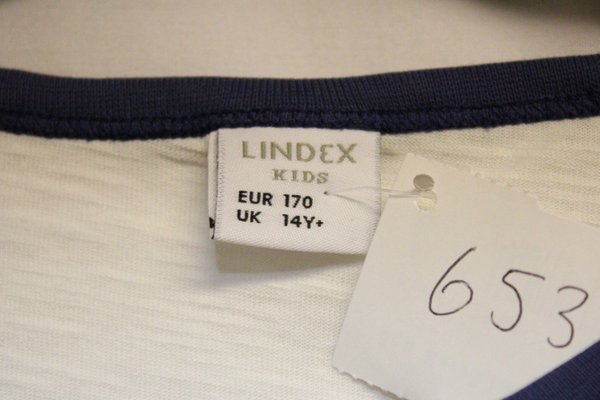 LINDEX
KIDS
EUR 170
UK 14Y+
653